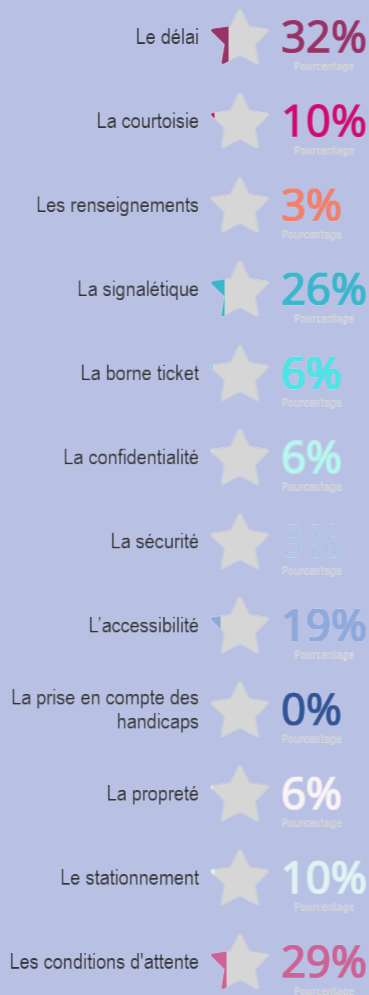 Le délai
32%
Pourcentage
La courtoisie
10%
Pourcentage
Les renseignements
3%
Pourcentage
La signalétique
26%
Pourcentage
La borne ticket
6%
Pourcentage
La confidentialité
6%
Pourcentage
La sécurité
3%
Pourcentage
L’accessibilité
19%
Pourcentage
La prise en compte des
handicaps
0%
Pourcentage
La propreté
6%
Pourcentage
Le stationnement
10%
Pourcentage
Les conditions d'attente
29%
Pourcentage